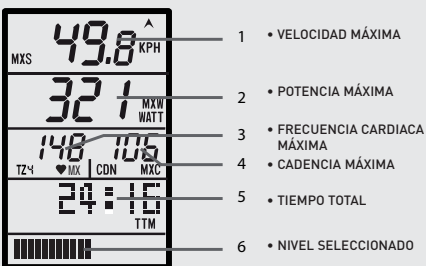 49.8 KPH
MXS
1 • VELOCIDAD MÁXIMA
321 MXW
WATT
2 • POTENCIA MÁXIMA
148 106
TZ4 ♥MX CDN MXC
3 • FRECUENCIA CARDIACA
MÁXIMA
4 • CADENCIA MÁXIMA
24:16
TTM
5 • TIEMPO TOTAL
6 • NIVEL SELECCIONADO